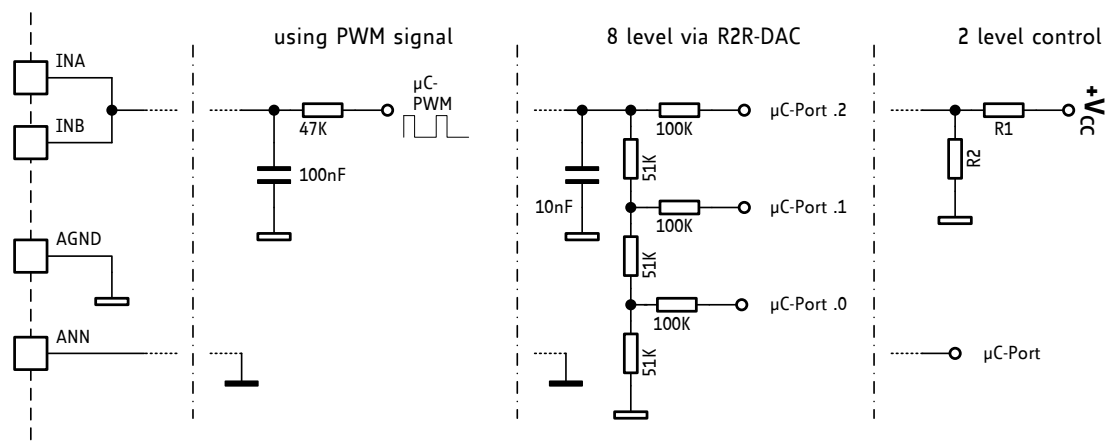 using PWM signal
8 level via R2R-DAC
2 level control
INA
INB
AGND
ANN
µC-
PWM
47K
100nF
µC-Port .2
100K
51K
10nF
µC-Port .1
100K
51K
µC-Port .0
100K
51K
+VCC
R1
R2
µC-Port